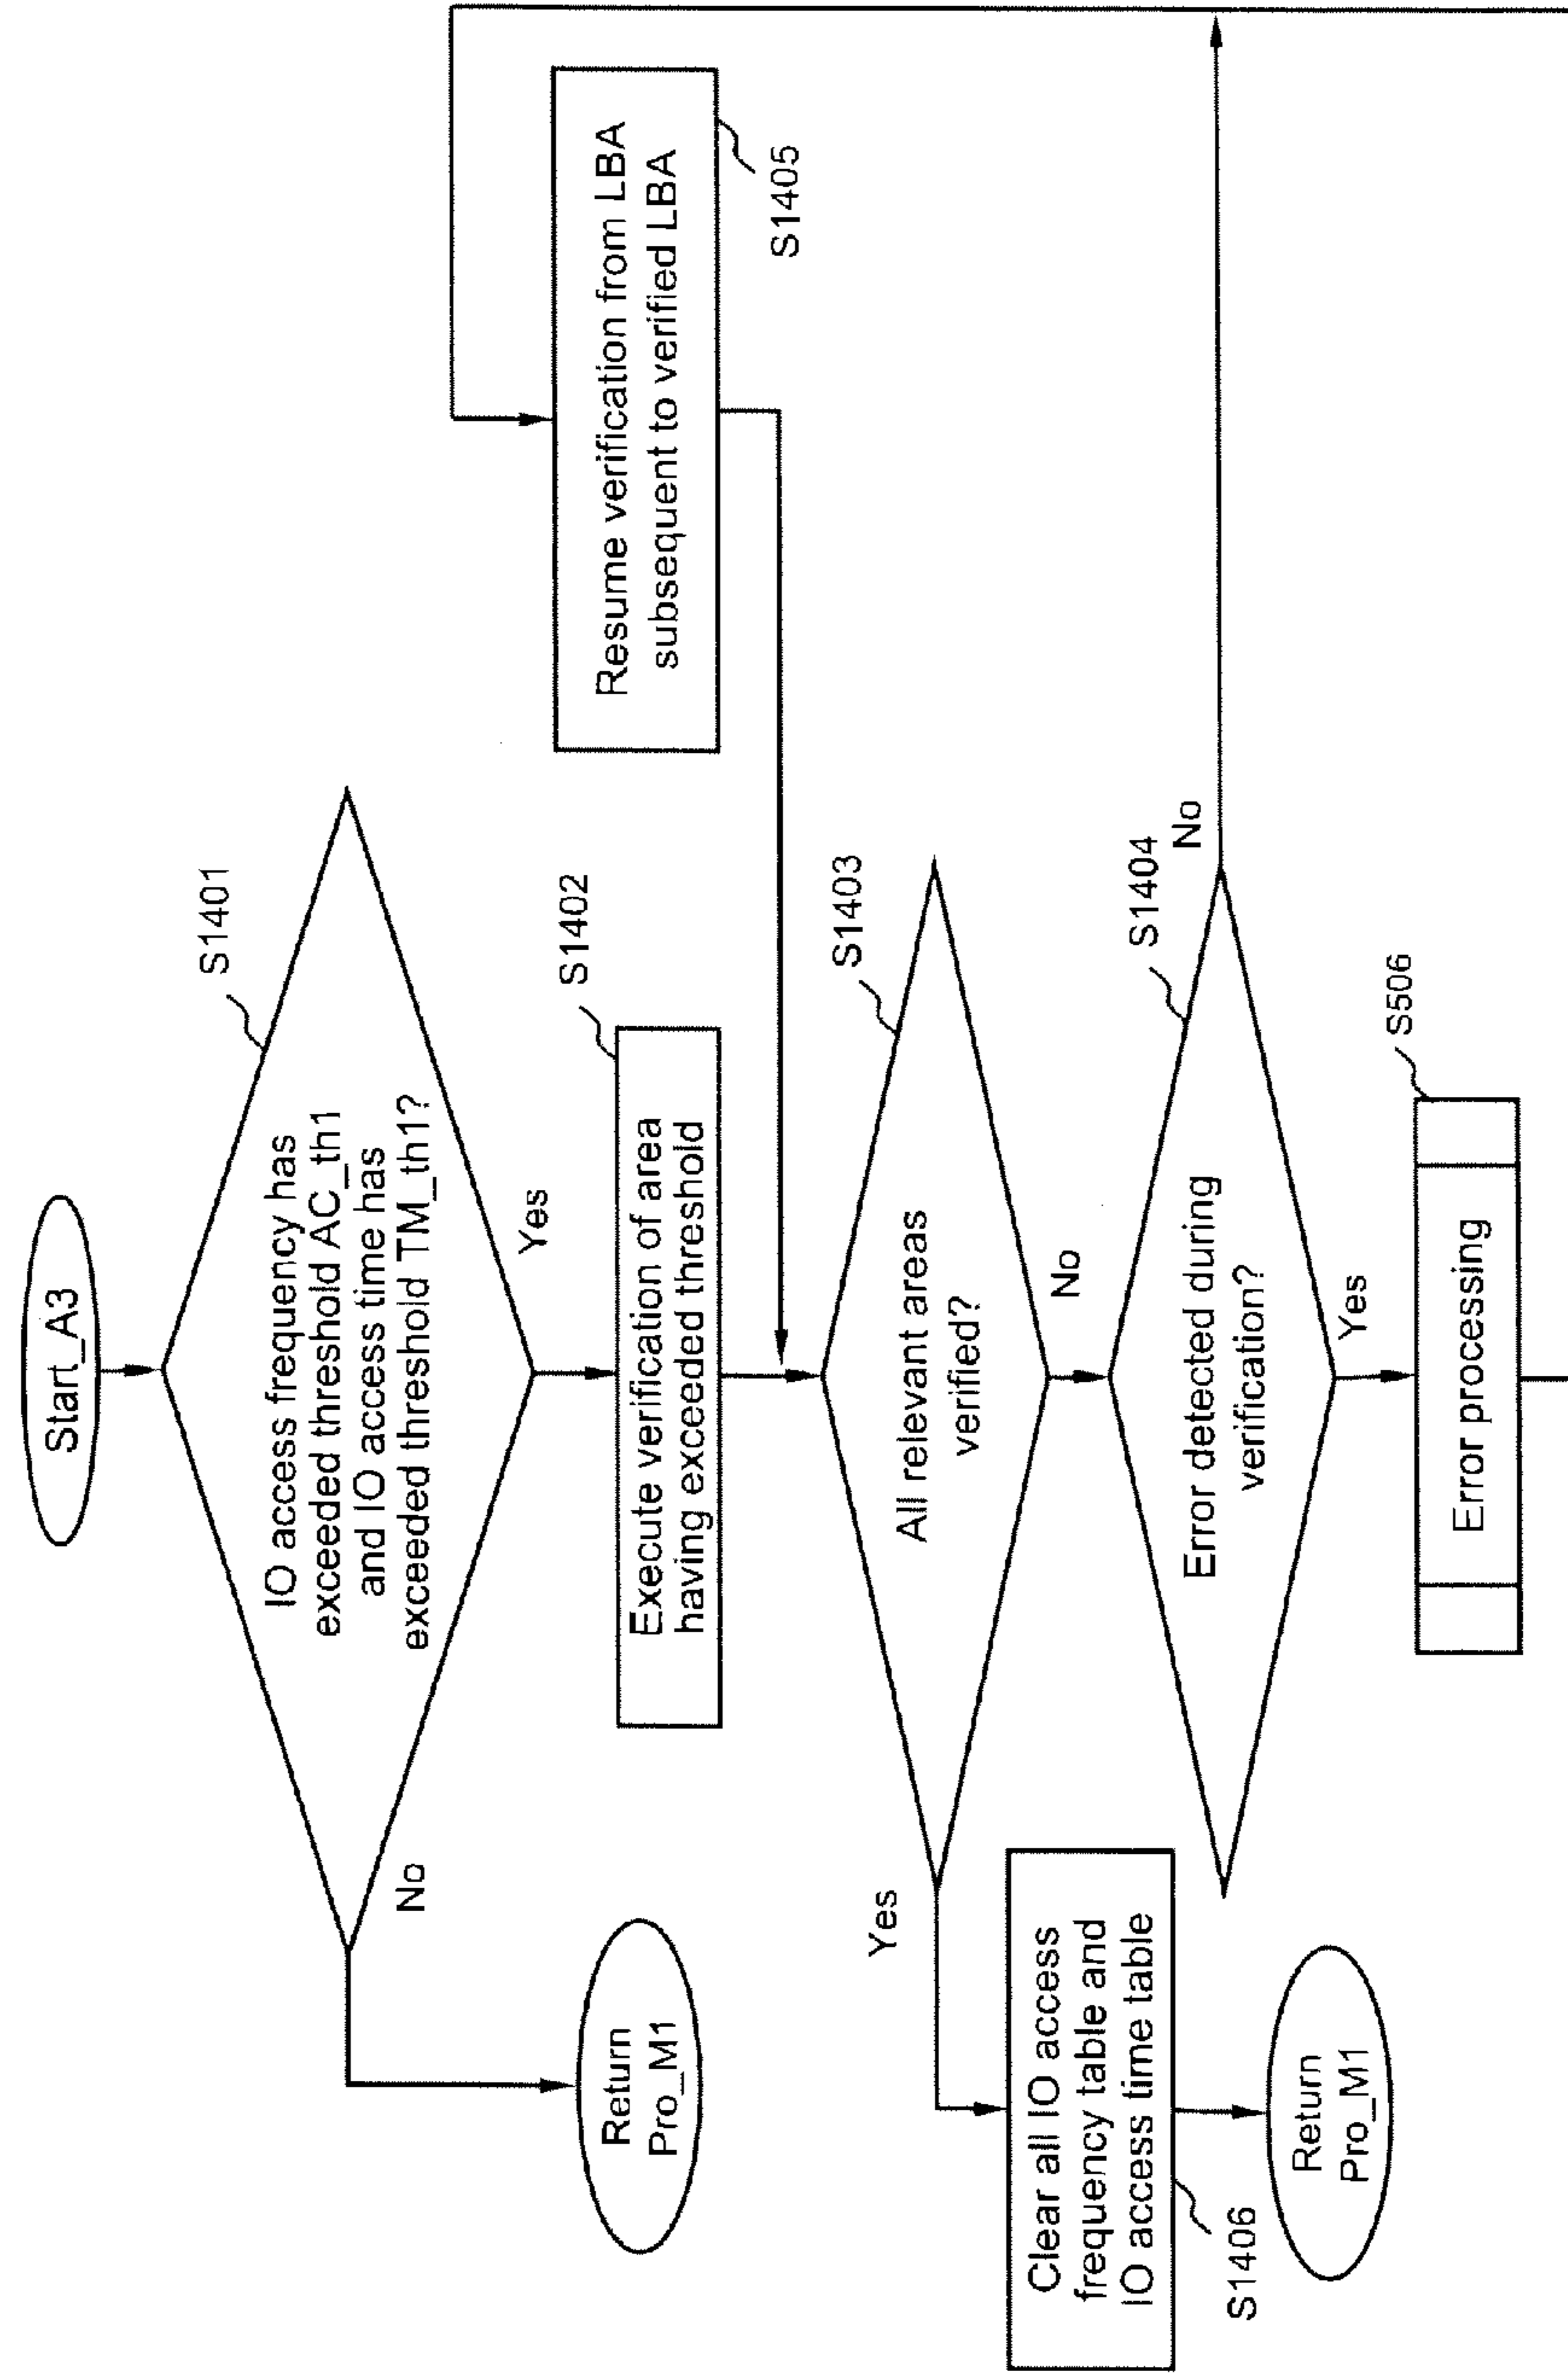 Start_A3
S1401
IO access frequency has
exceeded threshold AC_th1
and IO access time has
exceeded threshold TM_th1?
No
Yes
Return
Pro_M1
S1402
Execute verification of area
having exceeded threshold
Resume verification from LBA
subsequent to verified LBA
S1405
S1403
All relevant areas
verified?
Yes
No
Clear all IO access
frequency table and
IO access time table
S1406
Return
Pro_M1
S1404
Error detected during
verification?
No
Yes
S506
Error processing